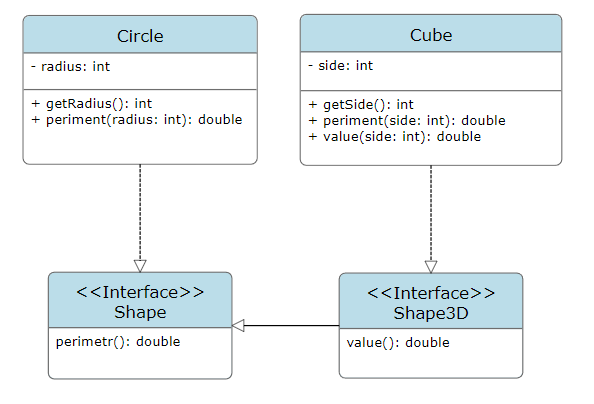 Circle
- radius: int
+ getRadius(): int
+ periment(radius: int): double
Cube
- side: int
+ getSide(): int
+ periment(side: int): double
+ value(side: int): double
<<Interface>>
Shape
perimetr(): double
<<Interface>>
Shape3D
value(): double